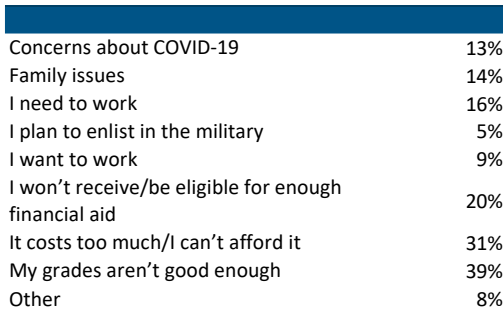 Concerns about COVID-19 13%
Family issues 14%
I need to work 16%
I plan to enlist in the military 5%
I want to work 9%
I won’t receive/be eligible for enough
financial aid 20%
It costs too much/I can’t afford it 31%
My grades aren’t good enough 39%
Other 8%